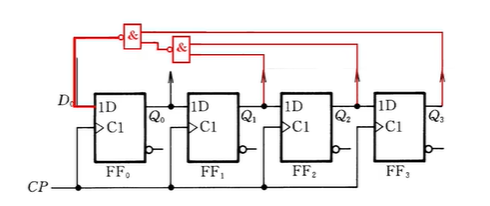 &
&
D₀ 1D Q₀ 1D Q₁ 1D Q₂ 1D Q₃
C1 C1 C1 C1
FF₀ FF₁ FF₂ FF₃
CP